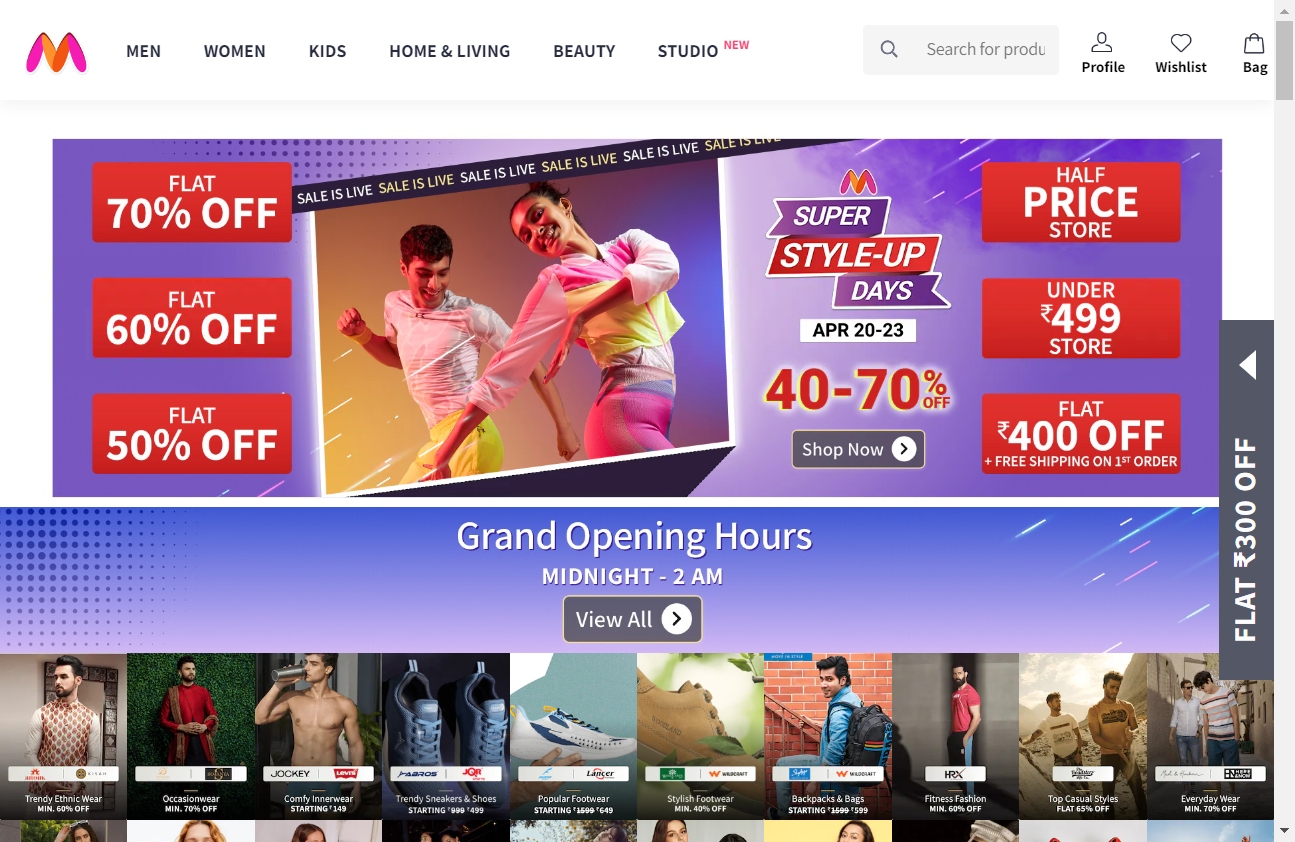 MEN
WOMEN
KIDS
HOME & LIVING
BEAUTY
STUDIO NEW
Search for produ
Profile
Wishlist
Bag
SALE IS LIVE SALE IS LIVE SALE IS LIVE SALE IS LIVE SALE IS LIVE SALE IS LIVE
FLAT
70% OFF
FLAT
60% OFF
FLAT
50% OFF
SUPER
STYLE-UP
DAYS
APR 20-23
40-70% OFF
Shop Now
HALF
PRICE
STORE
UNDER
₹499
STORE
FLAT
₹400 OFF
+ FREE SHIPPING ON 1ST ORDER
FLAT ₹300 OFF
Grand Opening Hours
MIDNIGHT - 2 AM
View All
JOCKEY
Levi's
ABROS
JQR
Lancer
WILDCRAFT
WILDCRAFT
HRX
Trendy Ethnic Wear
MIN. 60% OFF
Occasionwear
MIN. 70% OFF
Comfy Innerwear
STARTING ₹149
Trendy Sneakers & Shoes
STARTING ₹999 ₹499
Popular Footwear
STARTING ₹1599 ₹649
Stylish Footwear
MIN. 40% OFF
Backpacks & Bags
STARTING ₹1599 ₹599
Fitness Fashion
MIN. 60% OFF
Top Casual Styles
FLAT 65% OFF
Everyday Wear
MIN. 70% OFF